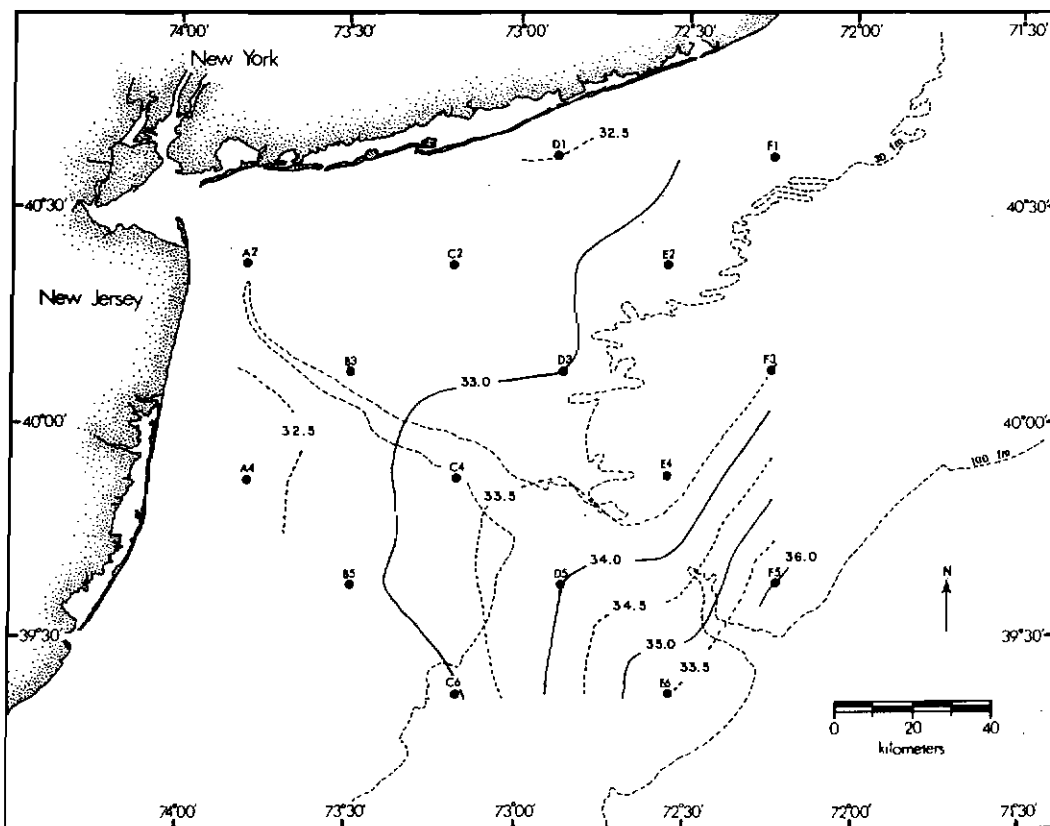 74°00' 73°30' 73°00' 72°30' 72°00' 71°30'
New York
D1 32.5 F1
30 fm
40°30' 40°30'
A2 C2 E2
New Jersey
B3 D3 F3
33.0
40°00' 40°00'
32.5
100 fm
A4 C4 E4
33.5
34.0 36.0
B5 D5 F5
N
34.5
39°30' 39°30'
35.0
33.5
C6 E6
0 20 40
kilometers
74°00' 73°30' 73°00' 72°30' 72°00' 71°30'